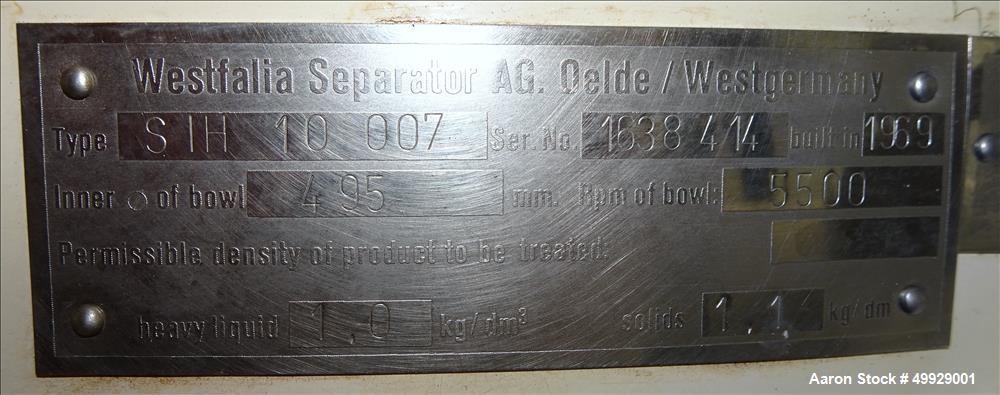 Westfalia Separator AG. Oelde / Westgermany
Type SIH 10 007 Ser. No. 1638 414 built in 1969
Inner ⌀ of bowl 495 mm. Rpm of bowl: 5500
Permissible density of product to be treated:
heavy liquid 1,0 kg/dm³ solids 1,1 kg/dm
Aaron Stock # 49929001